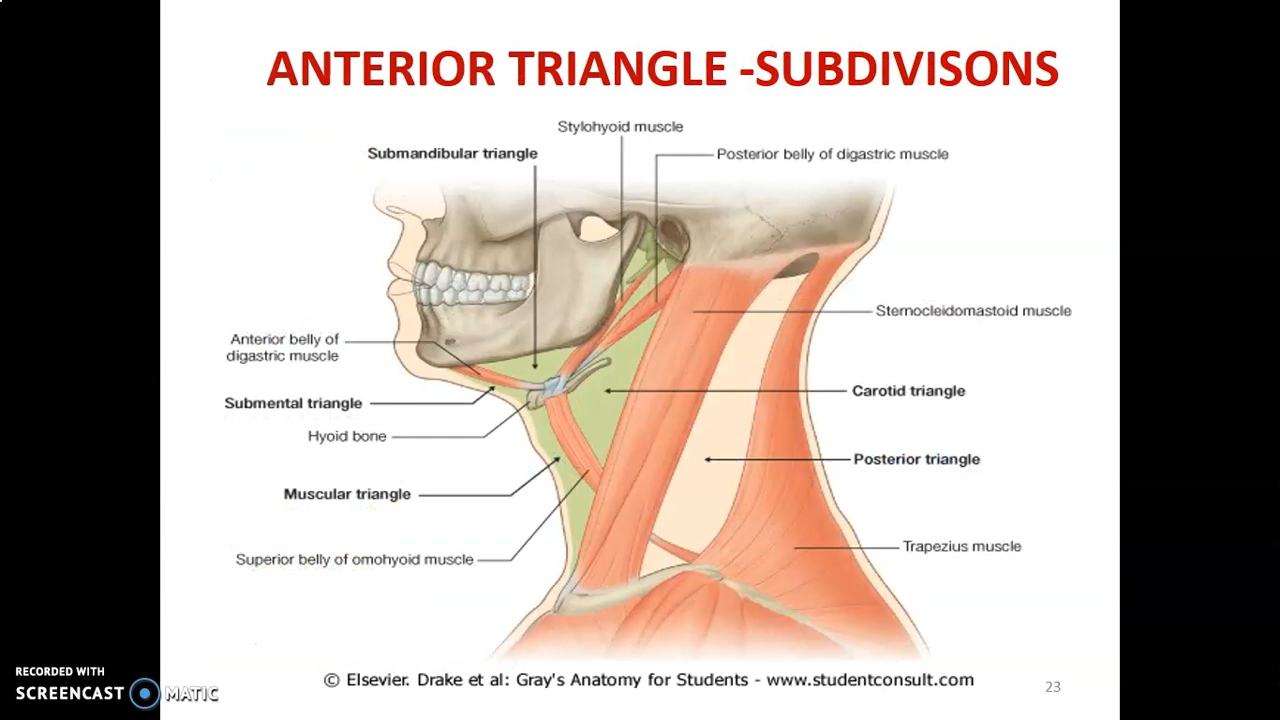 ANTERIOR TRIANGLE -SUBDIVISONS
Stylohyoid muscle
Submandibular triangle
Posterior belly of digastric muscle
Sternocleidomastoid muscle
Anterior belly of
digastric muscle
Carotid triangle
Submental triangle
Hyoid bone
Posterior triangle
Muscular triangle
Trapezius muscle
Superior belly of omohyoid muscle
© Elsevier. Drake et al: Gray's Anatomy for Students - www.studentconsult.com
23
RECORDED WITH
SCREENCAST MATIC